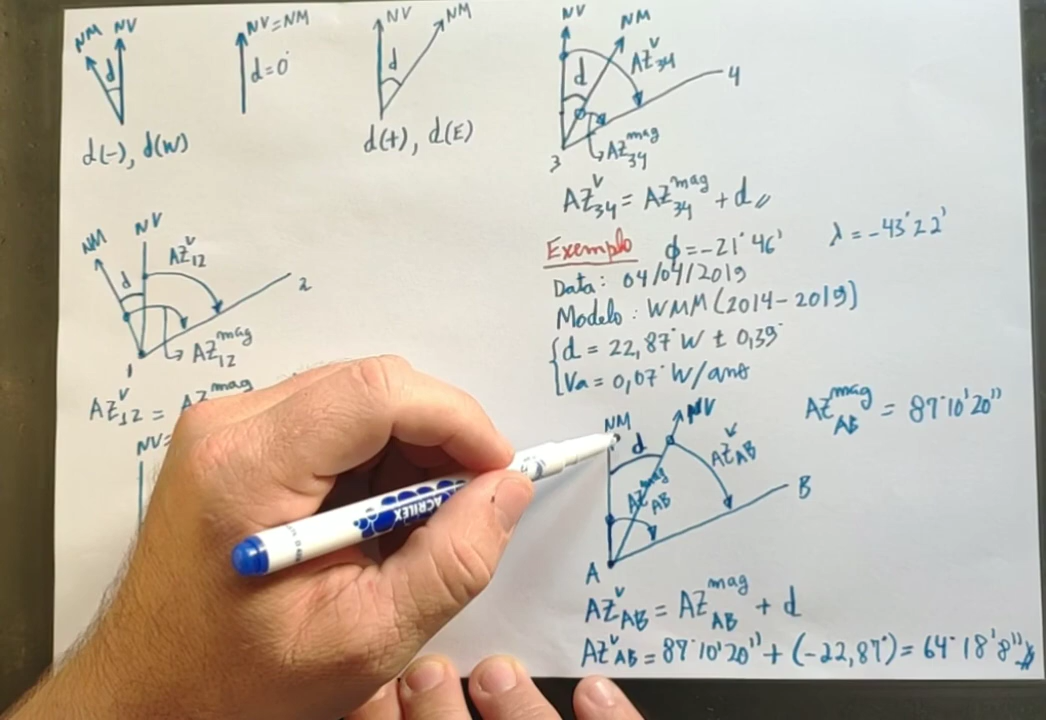 NM NV
d
d(-), d(W)
NV=NM
d=0°
NV NM
d
d(+), d(E)
NV NM
d
AZ^v_34
4
3
AZ^mag_34
AZ^v_34 = AZ^mag_34 + d
NM NV
d
AZ^v_12
2
1
AZ^mag_12
AZ^v_12 = AZ^mag
NV=
Exemplo ϕ=-21°46' λ=-43°22'
Data: 04/04/2019
Modelo: WMM(2014-2019)
d = 22,87°W ± 0,39°
Va = 0,07°W/ano
AZ^mag_AB = 87°10'20"
NM NV
d
AZ^v_AB
AZ^mag_AB
B
A
AZ^v_AB = AZ^mag_AB + d
AZ^v_AB = 87°10'20" + (-22,87°) = 64°18'8"
ACRILEX